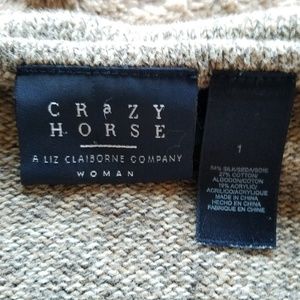 CRaZY
HORSE
A LIZ CLAIBORNE COMPANY
WOMAN
1
54% SILK/SEDA/SOIE
27% COTTON/
ALGODON/COTON
19% ACRYLIC/
ACRILICO/ACRYLIQUE
MADE IN CHINA
HECHO EN CHINA
FABRIQUE EN CHINE